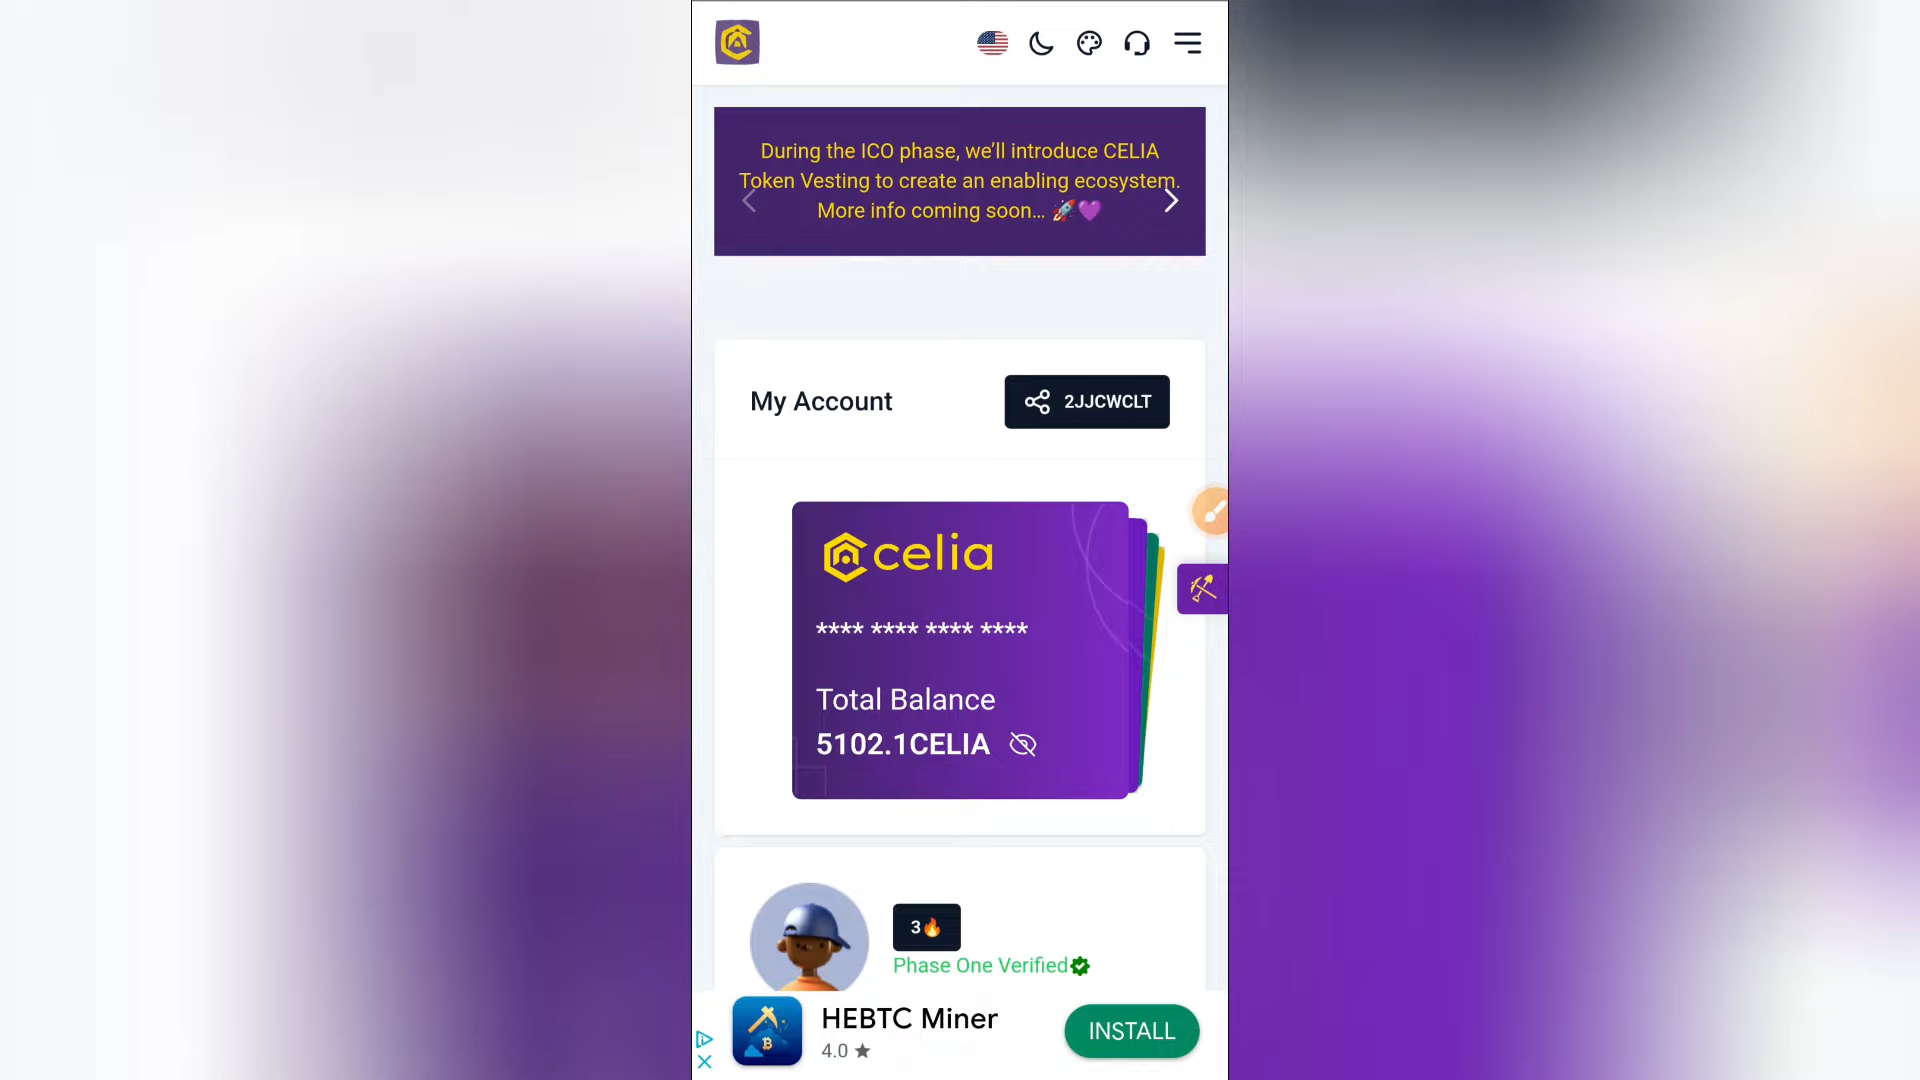 During the ICO phase, we’ll introduce CELIA
Token Vesting to create an enabling ecosystem.
More info coming soon... 🚀💜
My Account
2JJCWCLT
celia
**** **** **** ****
Total Balance
5102.1CELIA
3🔥
Phase One Verified
HEBTC Miner
4.0 ★
INSTALL